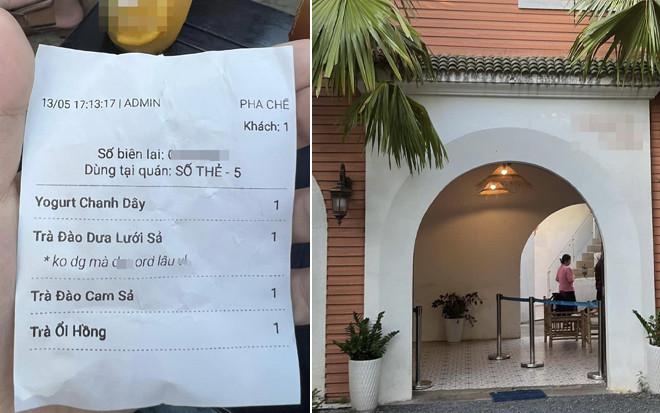 13/05 17:13:17 | ADMIN PHA CHẾ
Khách: 1
Số biên lai:
Dùng tại quán: SỐ THẺ - 5
Yogurt Chanh Dây 1
Trà Đào Dưa Lưới Sả 1
* ko dg mà ord lâu
Trà Đào Cam Sả 1
Trà Ổi Hồng 1